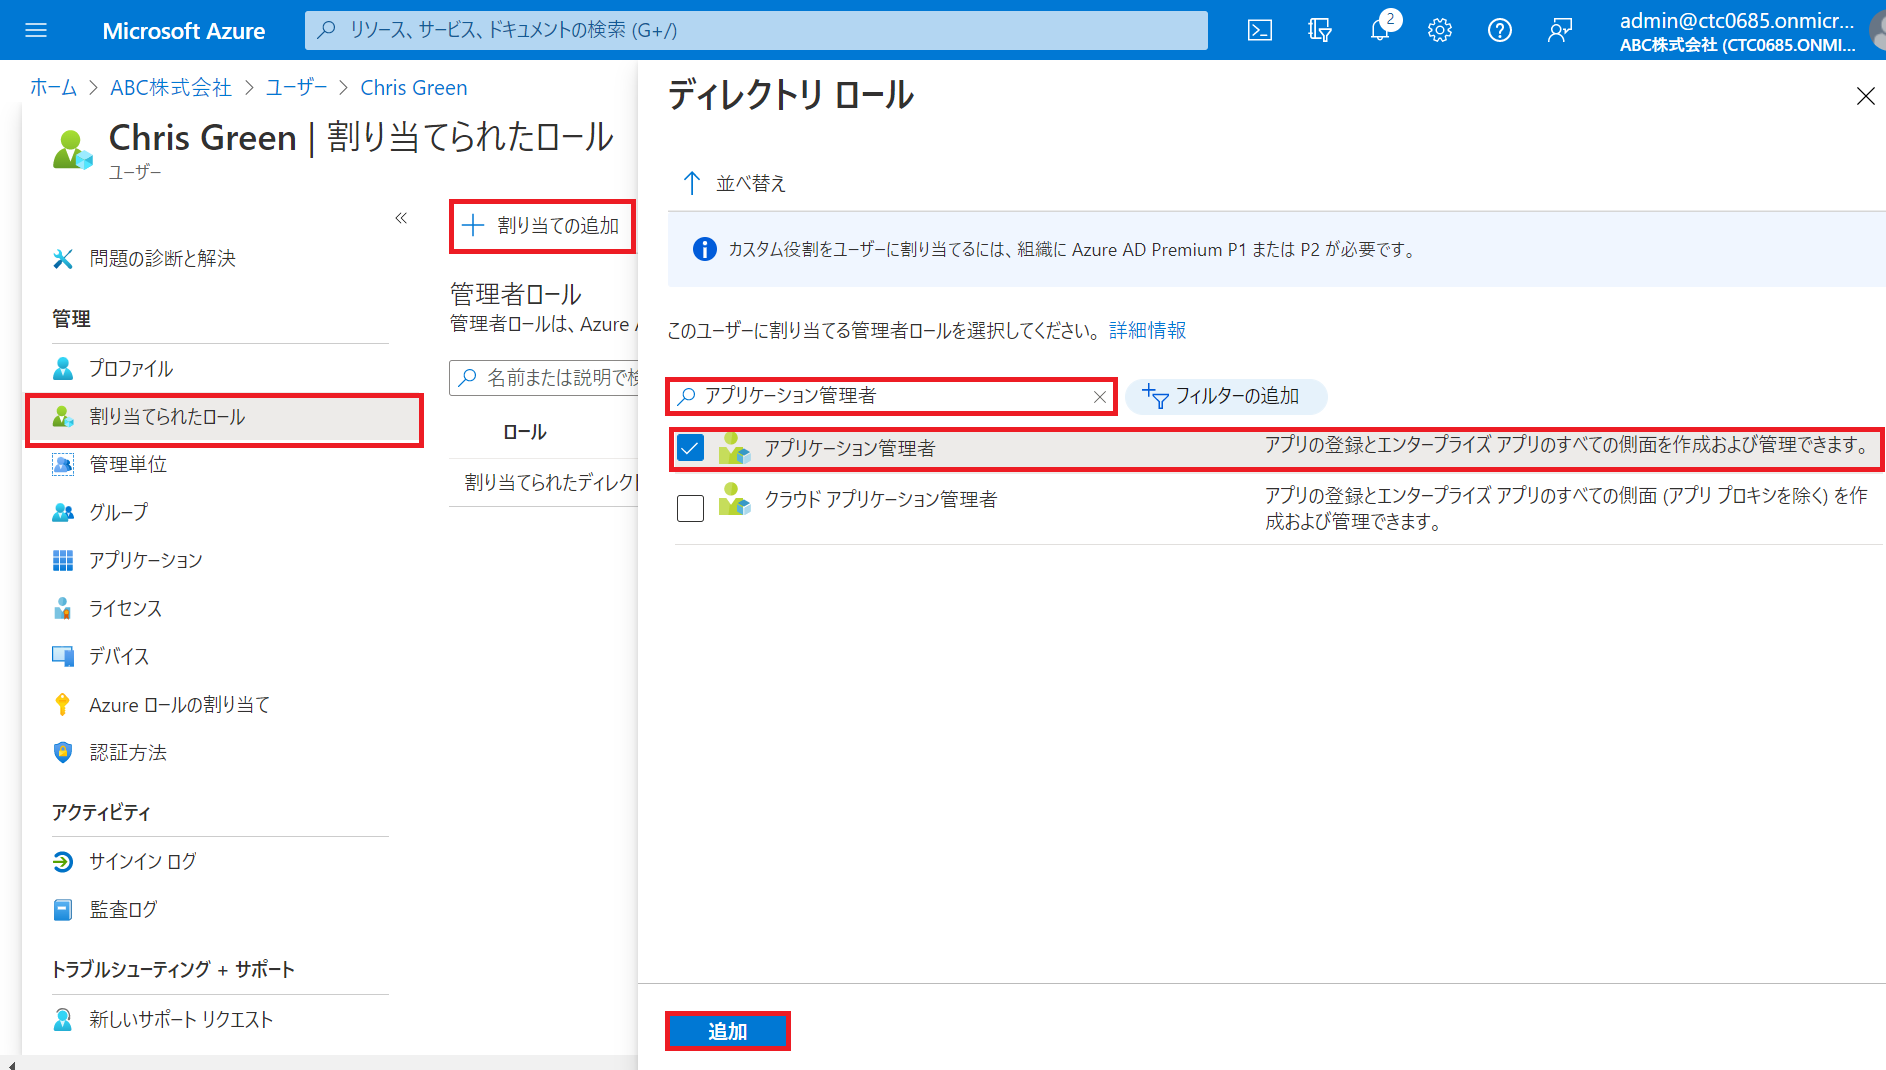 Microsoft Azure
リソース、サービス、ドキュメントの検索 (G+/)
2
admin@ctc0685.onmicr...
ABC株式会社 (CTC0685.ONMI...
ホーム > ABC株式会社 > ユーザー > Chris Green
Chris Green | 割り当てられたロール
ユーザー
«
問題の診断と解決
管理
プロファイル
割り当てられたロール
管理単位
グループ
アプリケーション
ライセンス
デバイス
Azure ロールの割り当て
認証方法
アクティビティ
サインイン ログ
監査ログ
トラブルシューティング + サポート
新しいサポート リクエスト
割り当ての追加
管理者ロール
管理者ロールは、Azure
名前または説明で
ロール
割り当てられたディレク
ディレクトリ ロール
並べ替え
カスタム役割をユーザーに割り当てるには、組織に Azure AD Premium P1 または P2 が必要です。
このユーザーに割り当てる管理者ロールを選択してください。 詳細情報
アプリケーション管理者
フィルターの追加
アプリケーション管理者
アプリの登録とエンタープライズ アプリのすべての側面を作成および管理できます。
クラウド アプリケーション管理者
アプリの登録とエンタープライズ アプリのすべての側面 (アプリ プロキシを除く) を作
成および管理できます。
追加